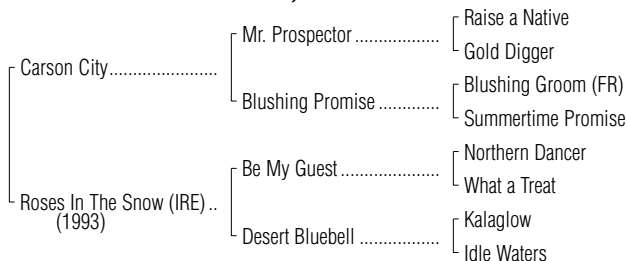 Raise a Native
Mr. Prospector ..................
Gold Digger
Carson City.......................
Blushing Groom (FR)
Blushing Promise .............
Summertime Promise
Northern Dancer
Be My Guest .....................
What a Treat
Roses In The Snow (IRE) ..
(1993)
Kalaglow
Desert Bluebell .................
Idle Waters